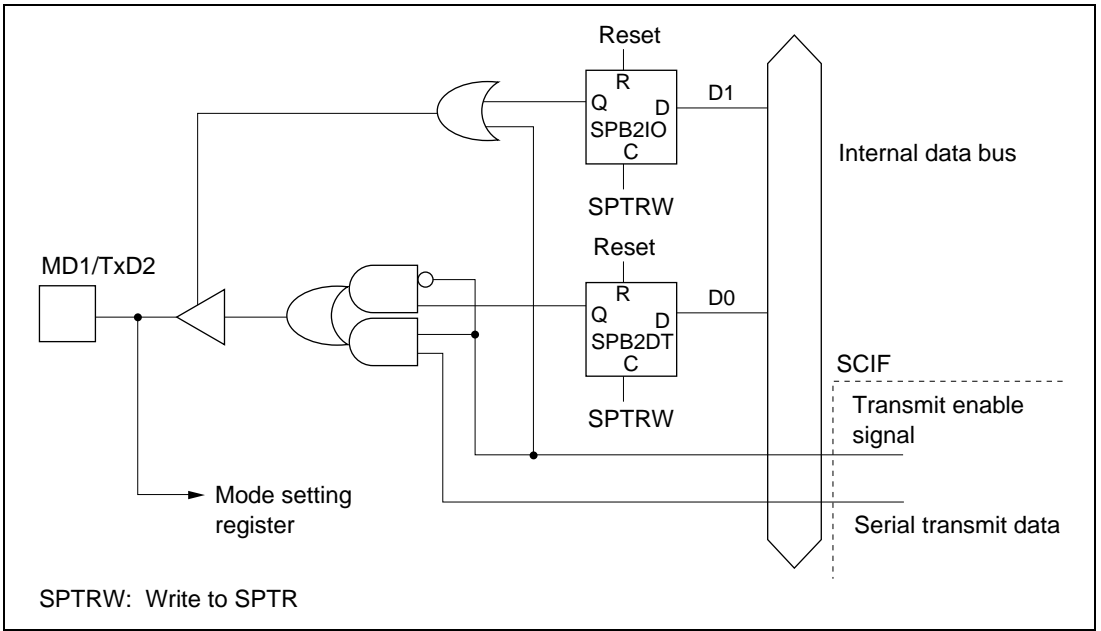 Reset
R
Q
D
D1
SPB2IO
C
Internal data bus
SPTRW
Reset
MD1/TxD2
R
Q
D
D0
SPB2DT
C
SCIF
SPTRW
Transmit enable
signal
Mode setting
register
Serial transmit data
SPTRW: Write to SPTR